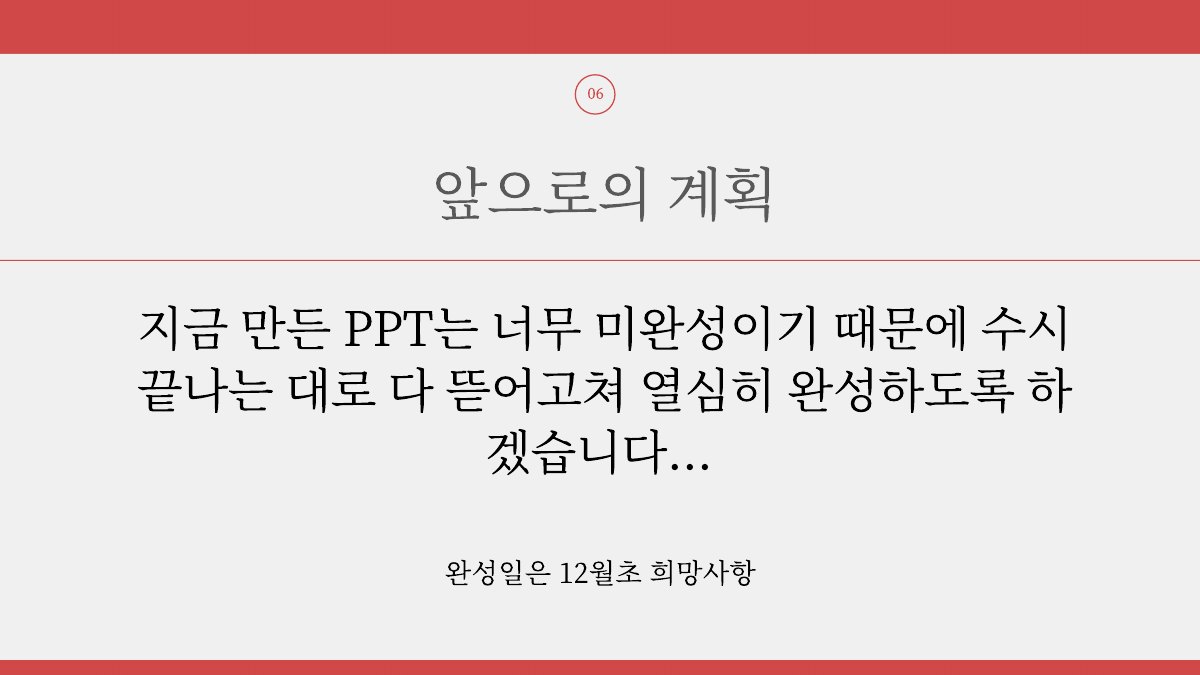 06
앞으로의 계획
지금 만든 PPT는 너무 미완성이기 때문에 수시
끝나는 대로 다 뜯어고쳐 열심히 완성하도록 하
겠습니다...
완성일은 12월초 희망사항